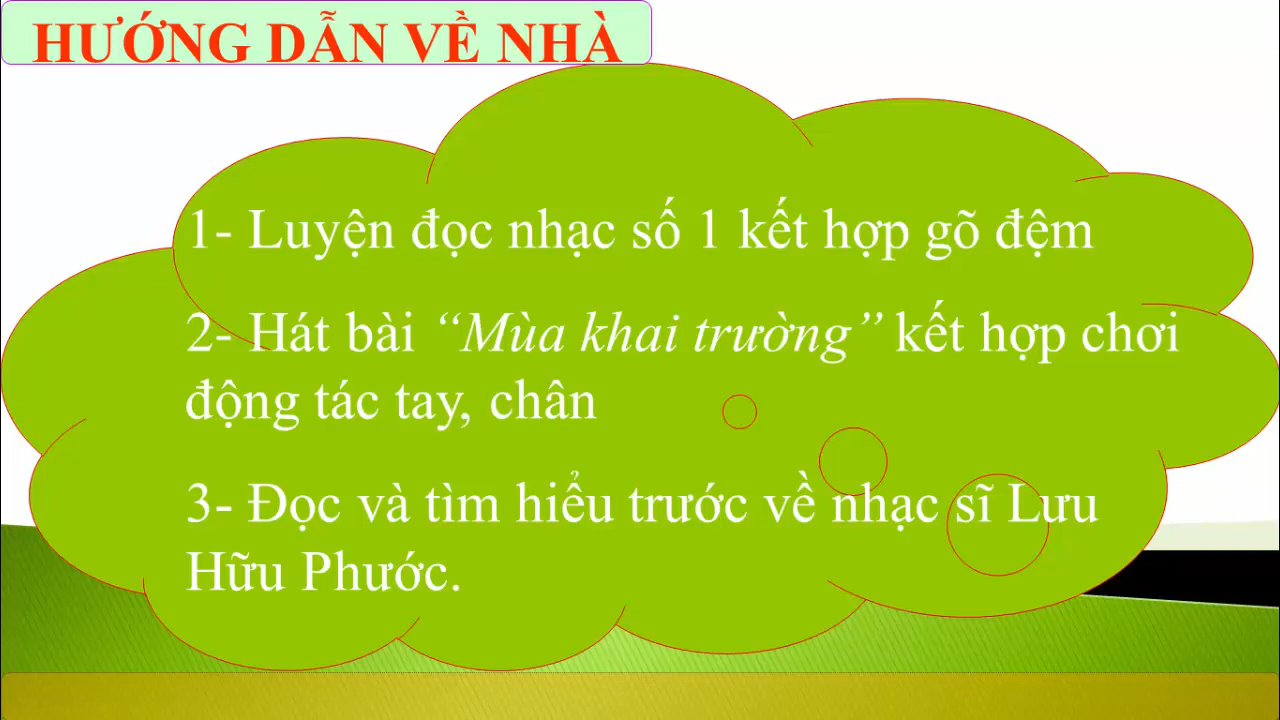 HƯỚNG DẪN VỀ NHÀ
1- Luyện đọc nhạc số 1 kết hợp gõ đệm
2- Hát bài “Mùa khai trường” kết hợp chơi
động tác tay, chân
3- Đọc và tìm hiểu trước về nhạc sĩ Lưu
Hữu Phước.